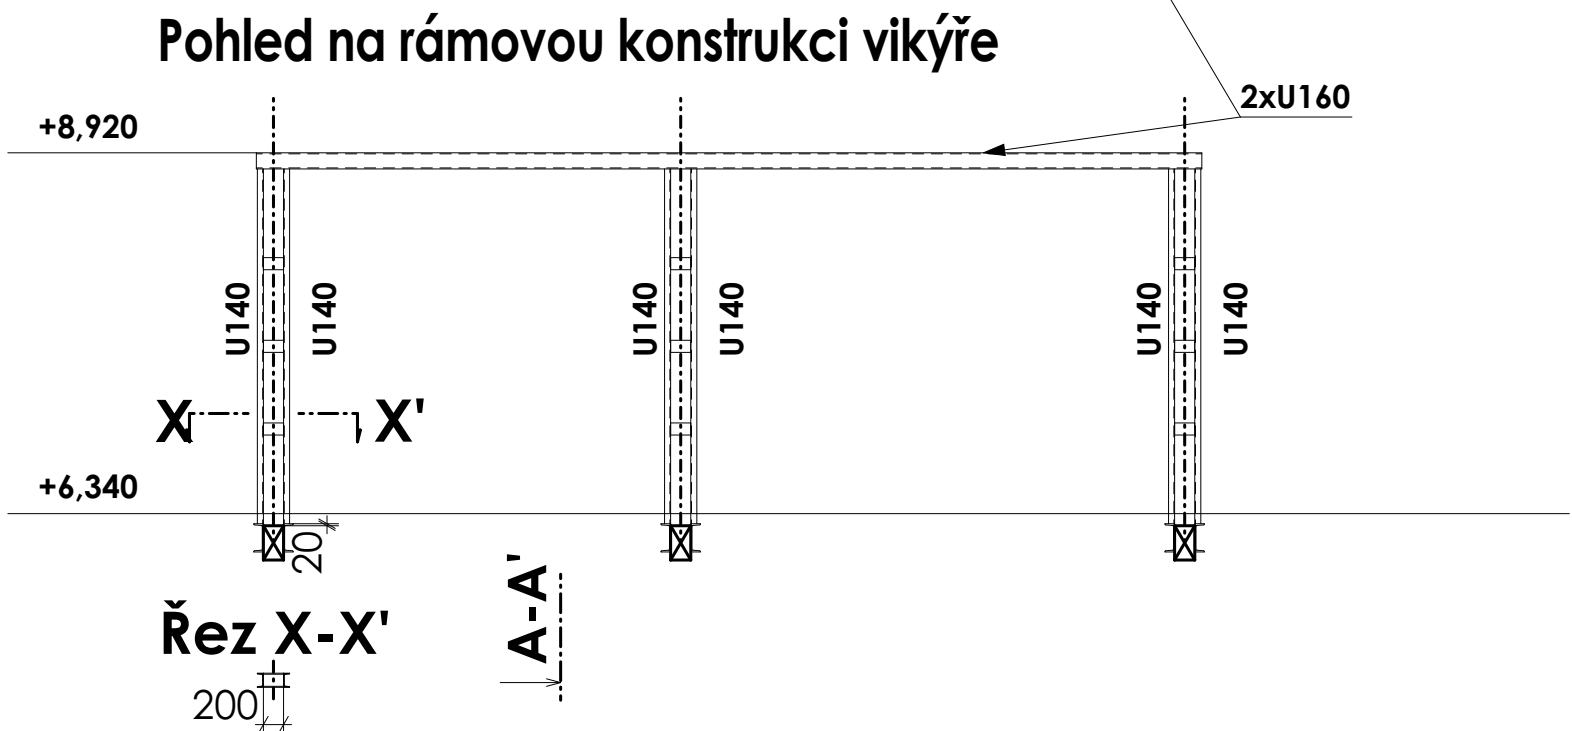 Pohled na rámovou konstrukci vikýře
2xU160
+8,920
U140
U140
U140
U140
U140
U140
X
X'
+6,340
20
A-A'
Řez X-X'
200